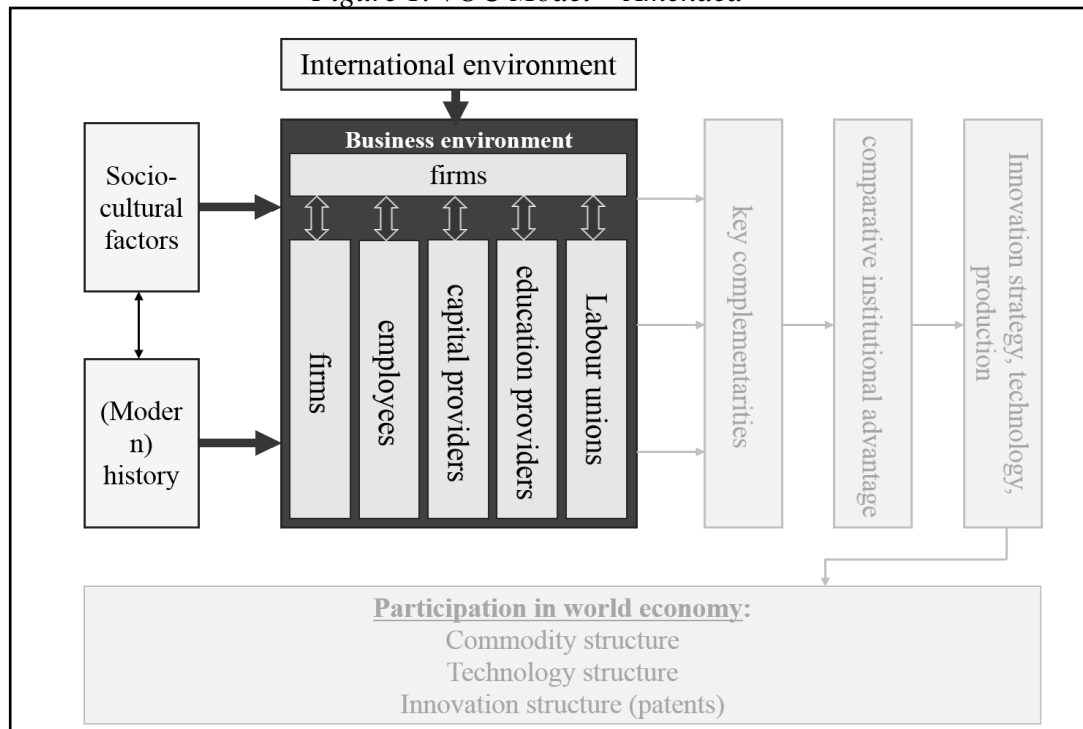 Figure 1: VOC Model – Amended
International environment
Business environment
firms
Socio-
cultural
factors
(Moder
n)
history
firms
employees
capital providers
education providers
Labour unions
key complementarities
comparative institutional advantage
Innovation strategy, technology,
production
Participation in world economy:
Commodity structure
Technology structure
Innovation structure (patents)